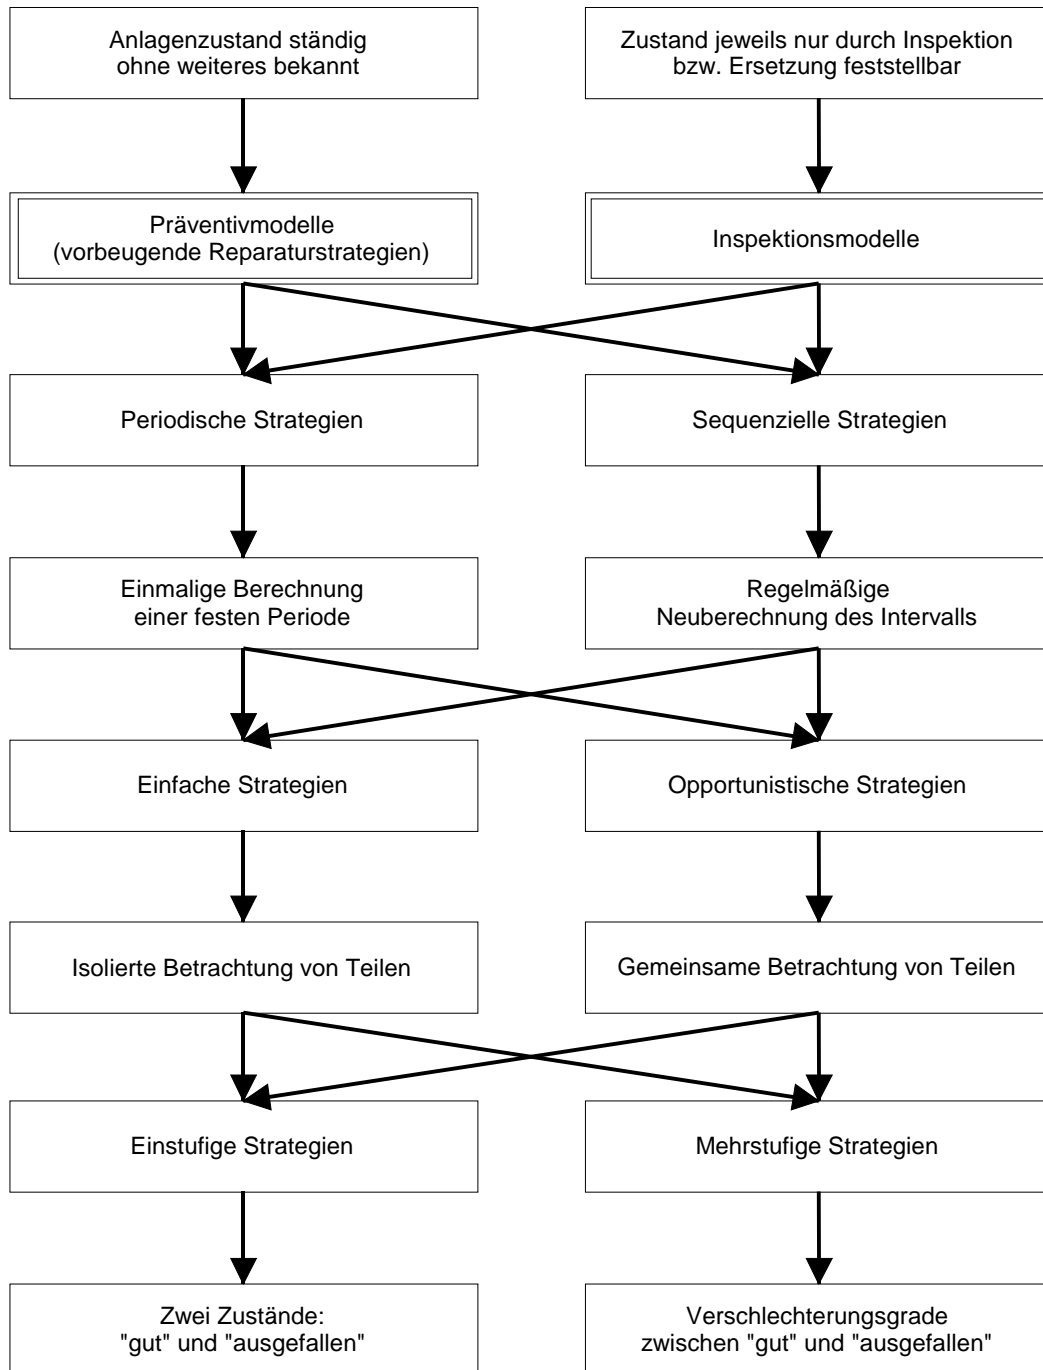 Anlagenzustand ständig
ohne weiteres bekannt
Zustand jeweils nur durch Inspektion
bzw. Ersetzung feststellbar
Präventivmodelle
(vorbeugende Reparaturstrategien)
Inspektionsmodelle
Periodische Strategien
Sequenzielle Strategien
Einmalige Berechnung
einer festen Periode
Regelmäßige
Neuberechnung des Intervalls
Einfache Strategien
Opportunistische Strategien
Isolierte Betrachtung von Teilen
Gemeinsame Betrachtung von Teilen
Einstufige Strategien
Mehrstufige Strategien
Zwei Zustände:
"gut" und "ausgefallen"
Verschlechterungsgrade
zwischen "gut" und "ausgefallen"